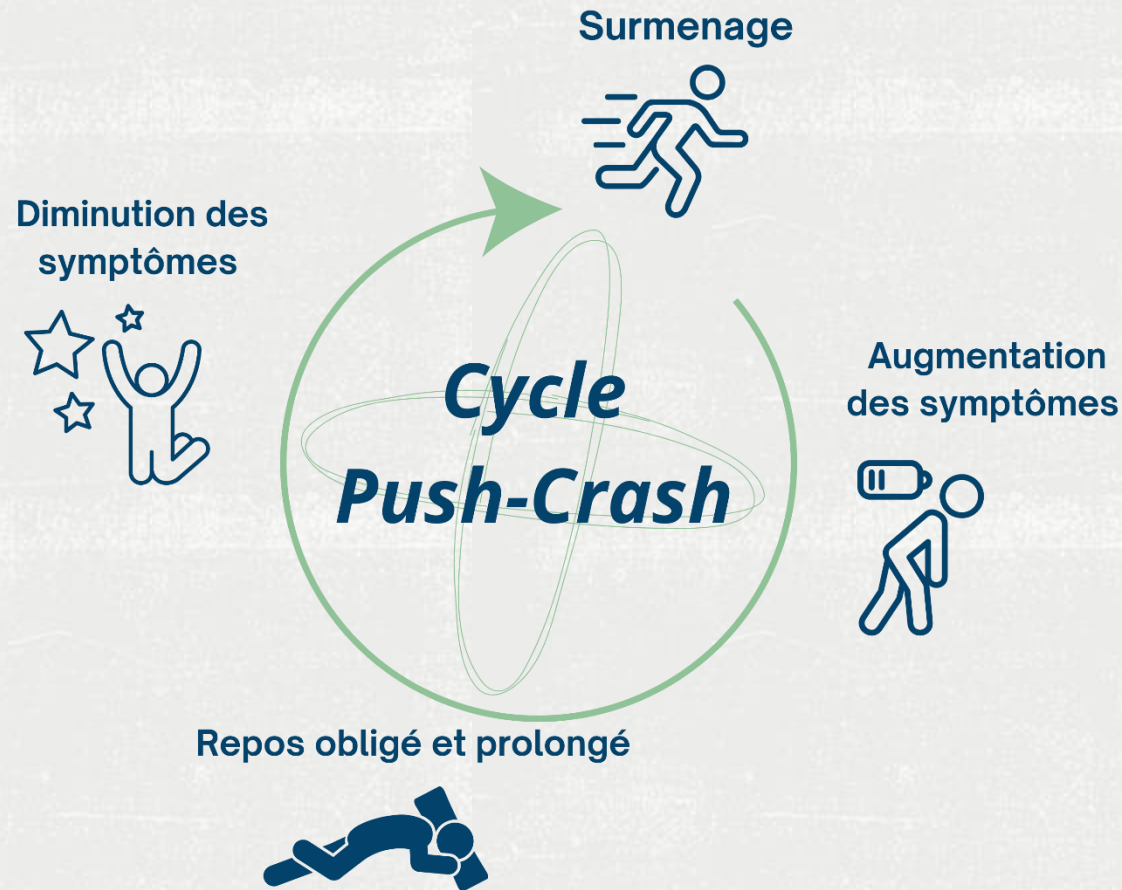 Surmenage
Diminution des
symptômes
Augmentation
des symptômes
Cycle
Push-Crash
Repos obligé et prolongé